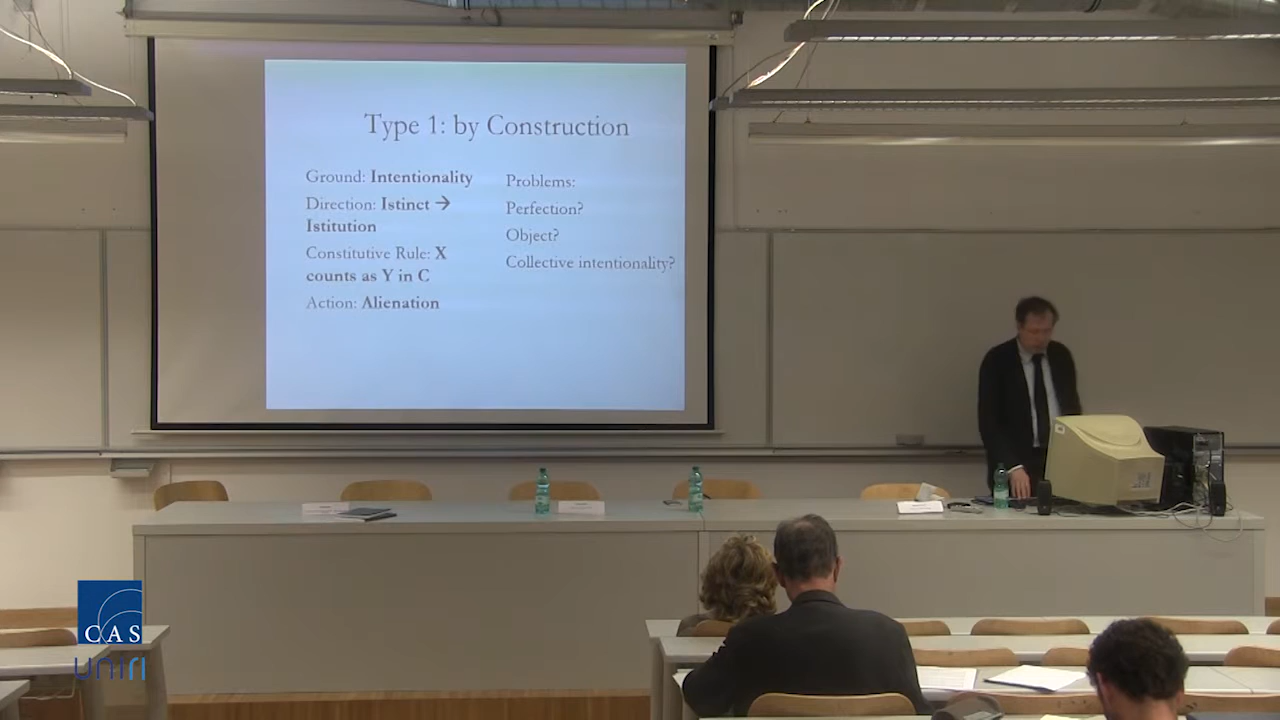 Type 1: by Construction
Ground: Intentionality
Direction: Istinct →
Istitution
Constitutive Rule: X
counts as Y in C
Action: Alienation
Problems:
Perfection?
Object?
Collective intentionality?
CAS
unifi